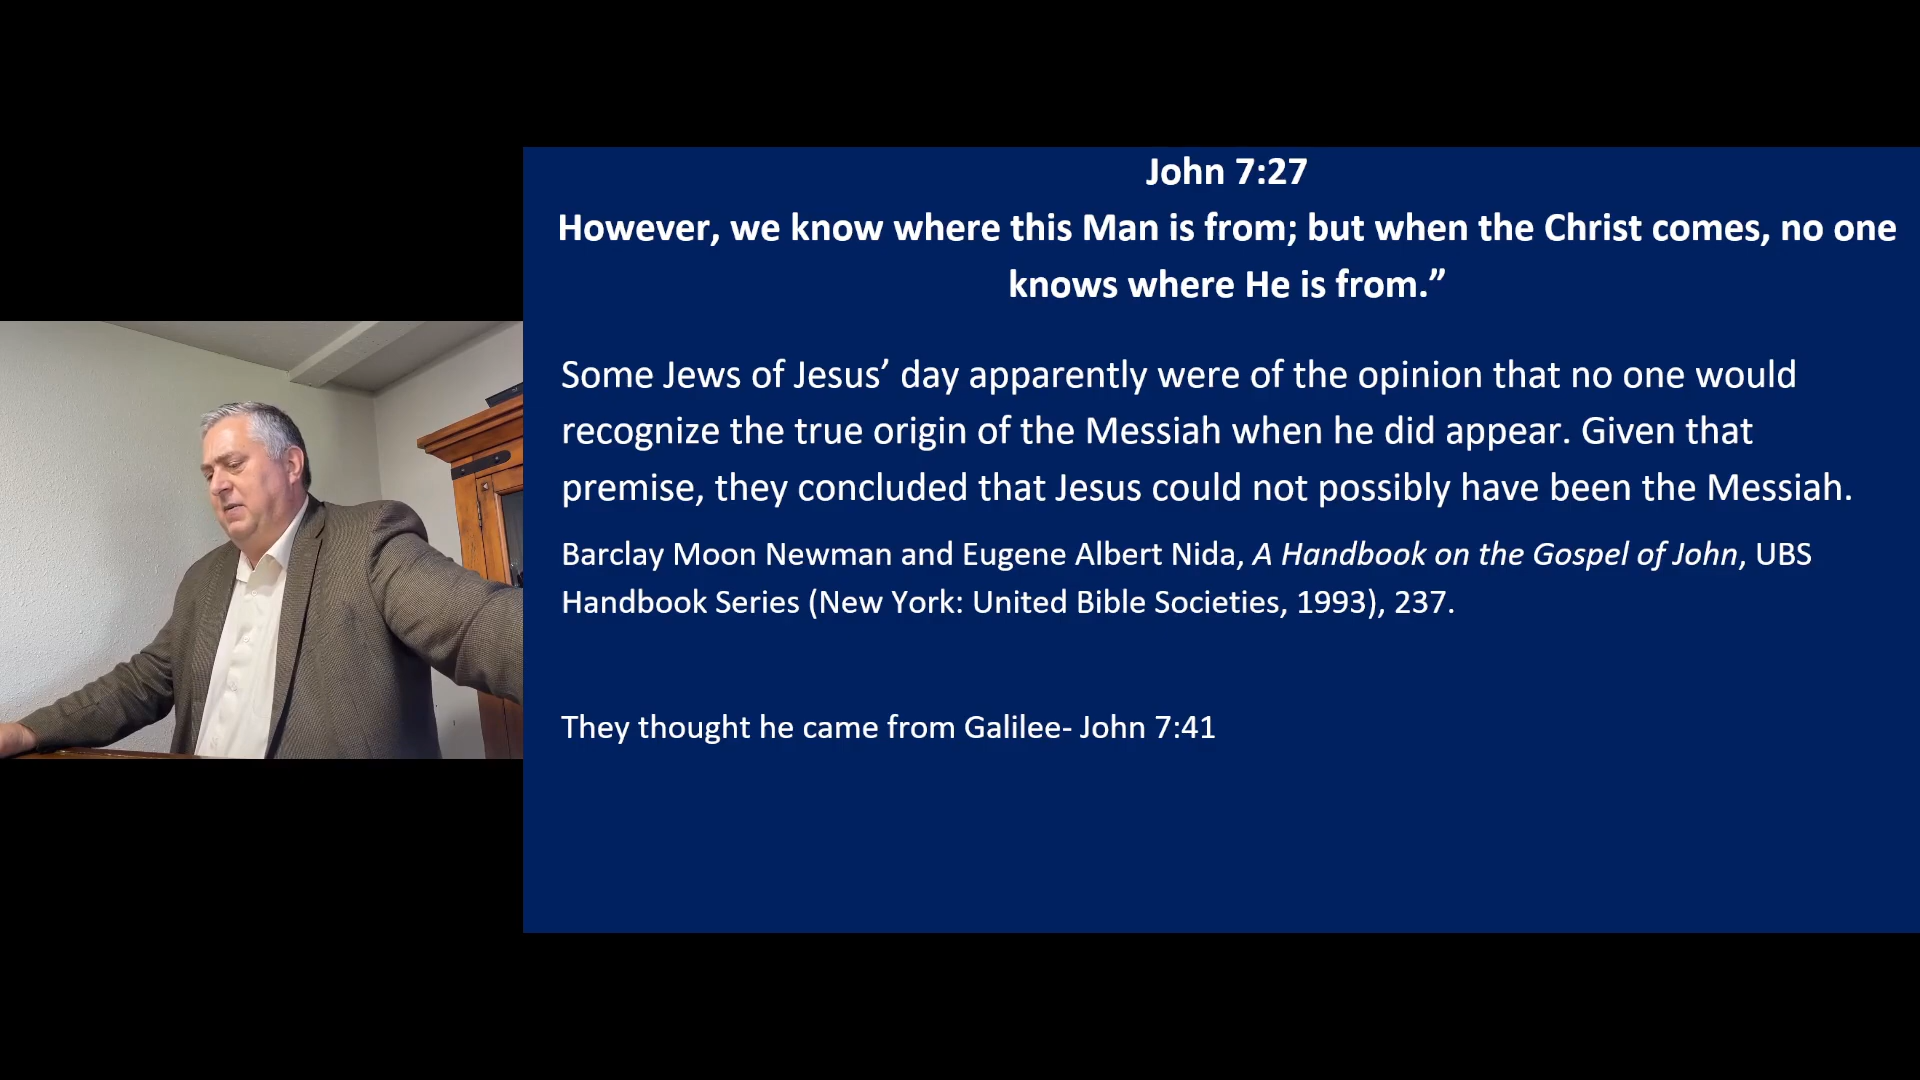 John 7:27
However, we know where this Man is from; but when the Christ comes, no one
knows where He is from.”
Some Jews of Jesus’ day apparently were of the opinion that no one would
recognize the true origin of the Messiah when he did appear. Given that
premise, they concluded that Jesus could not possibly have been the Messiah.
Barclay Moon Newman and Eugene Albert Nida, A Handbook on the Gospel of John, UBS
Handbook Series (New York: United Bible Societies, 1993), 237.
They thought he came from Galilee- John 7:41